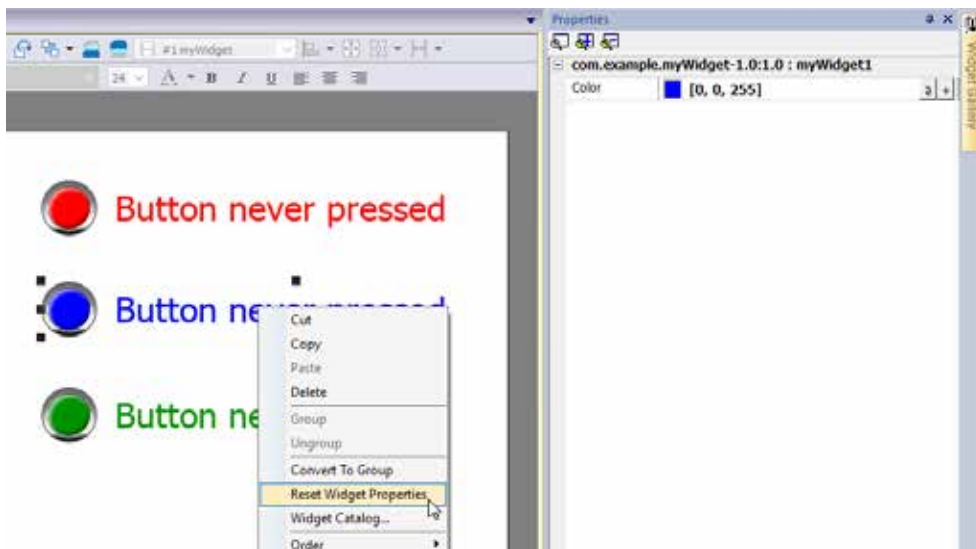 Properties
#1 myWidget
com.example.myWidget-1.0:1.0 : myWidget1
24 A B I U
Color [0, 0, 255]
Widget Gallery
Button never pressed
Button never pressed
Cut
Copy
Paste
Delete
Button ne
Group
Ungroup
Convert To Group
Reset Widget Properties
Widget Catalog...
Order